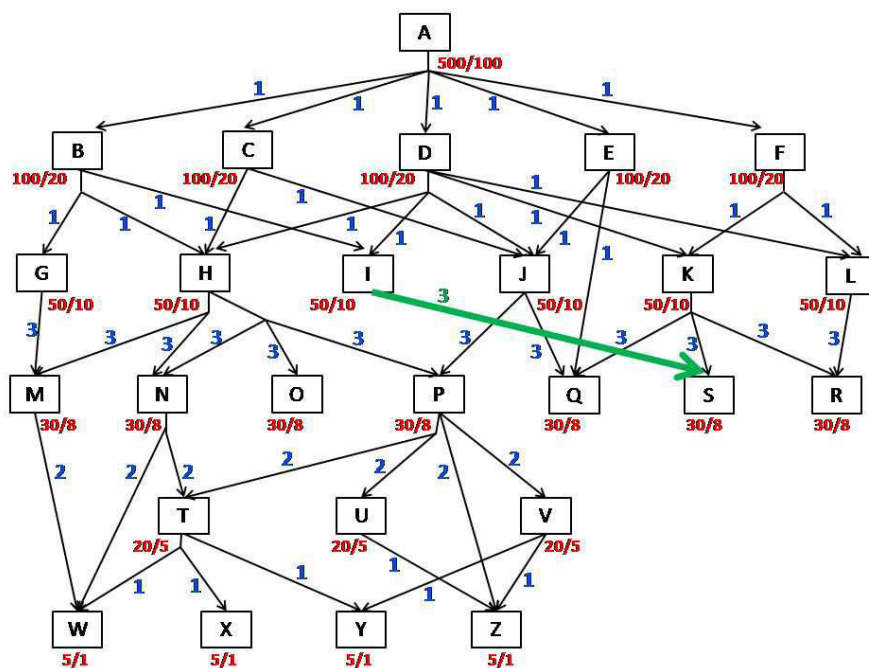 A
500/100
1 1 1 1 1
B C D E F
100/20 100/20 100/20 100/20 100/20
1 1 1 1 1 1 1 1 1 1 1 1 1
G H I J K L
50/10 50/10 50/10 50/10 50/10 50/10
3
3 3 3 3 3 3 3 3 3 3 3
3
M N O P Q S R
30/8 30/8 30/8 30/8 30/8 30/8 30/8
2 2 2 2 2 2 2
T U V
20/5 20/5 20/5
1 1 1 1 1 1
W X Y Z
5/1 5/1 5/1 5/1